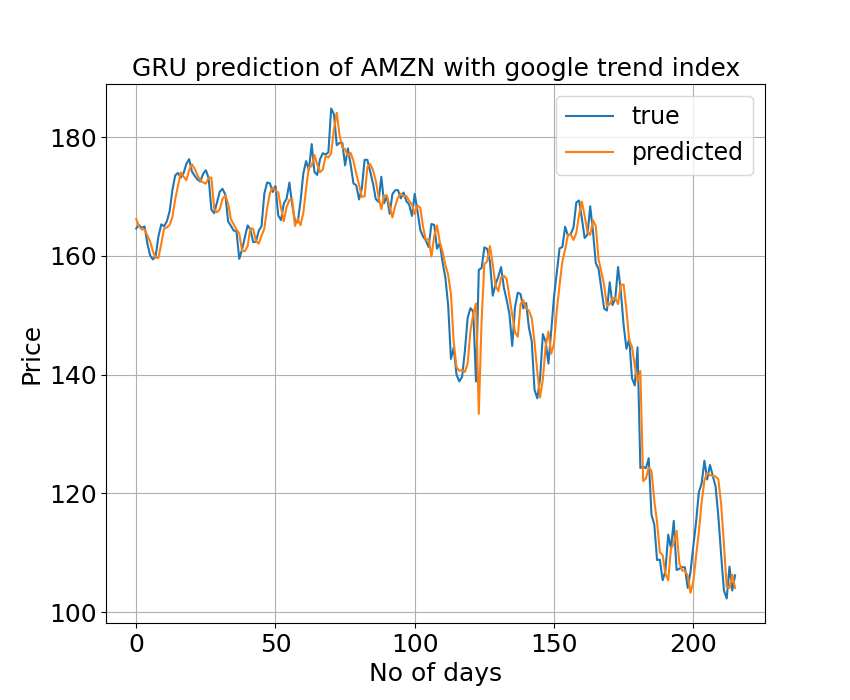 GRU prediction of AMZN with google trend index
true
predicted
Price
180
160
140
120
100
0 50 100 150 200
No of days